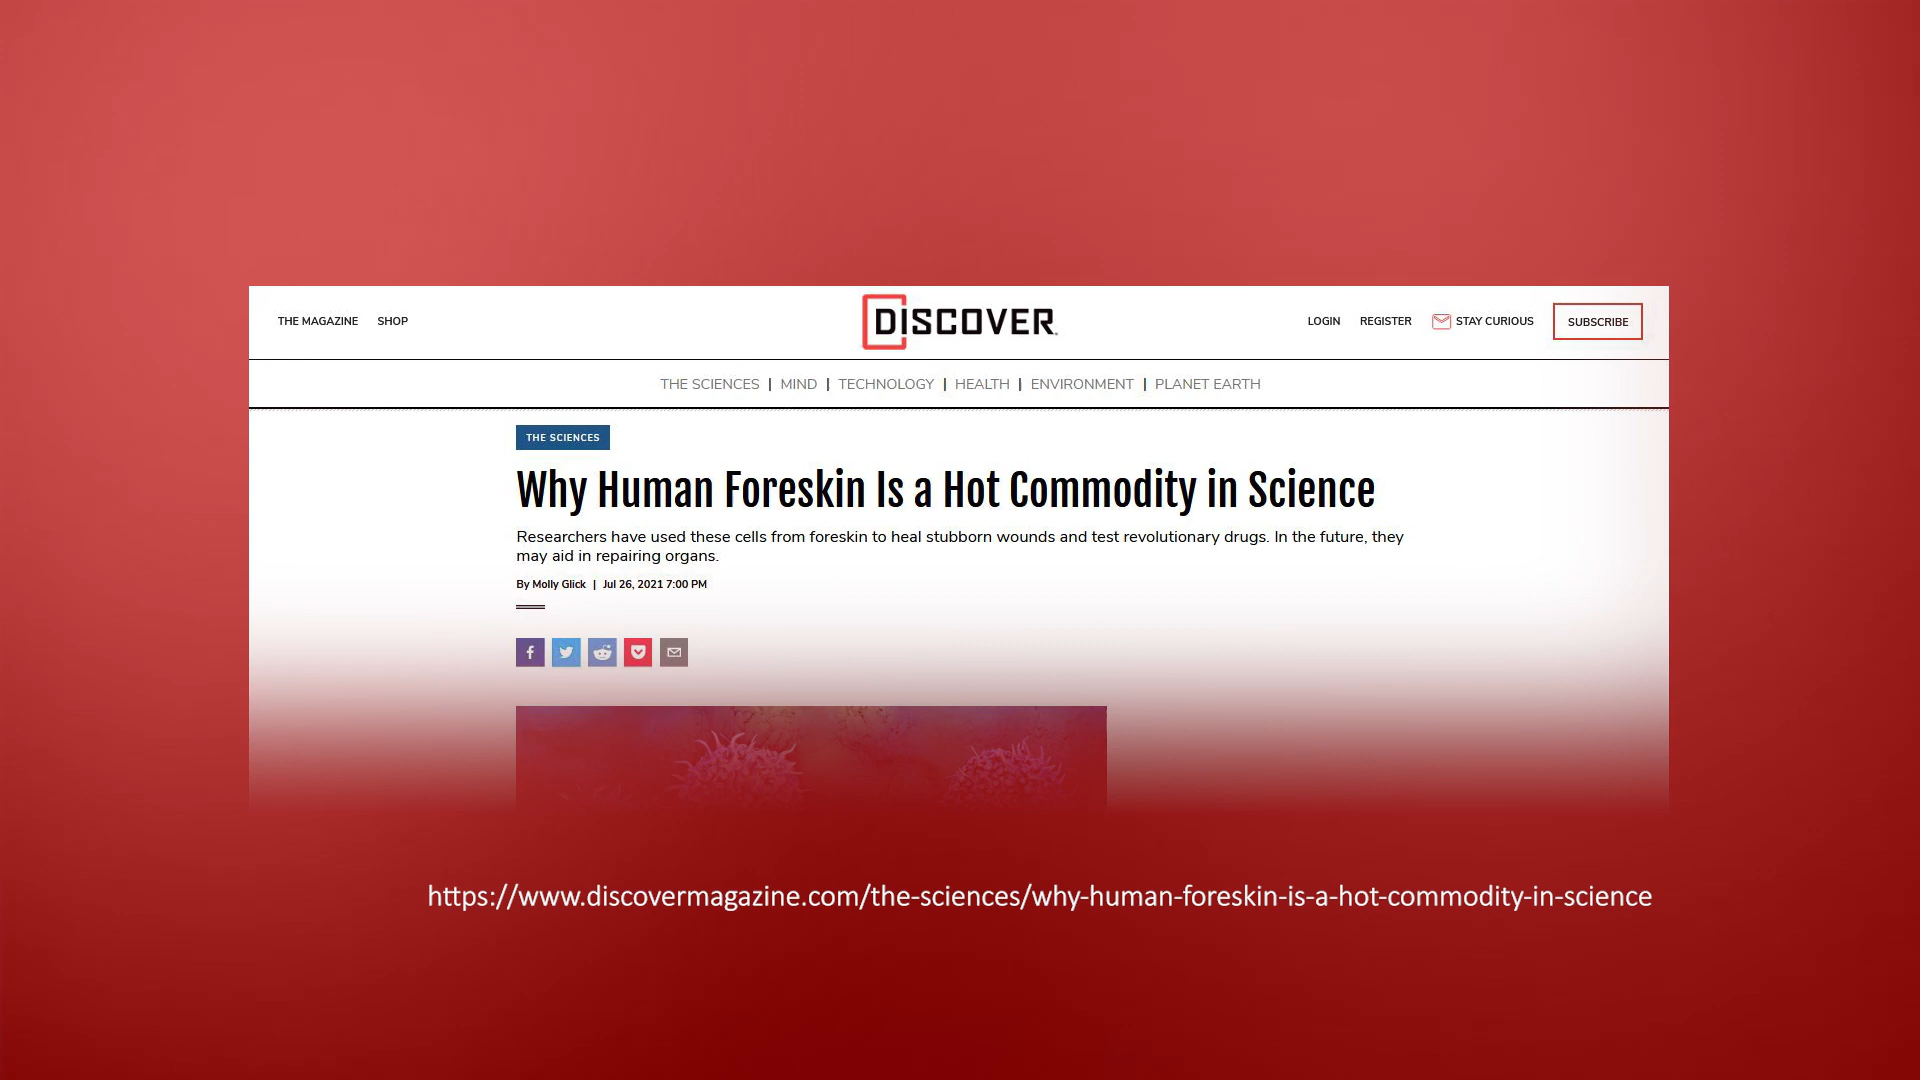 THE MAGAZINE SHOP DISCOVER LOGIN REGISTER STAY CURIOUS SUBSCRIBE
THE SCIENCES | MIND | TECHNOLOGY | HEALTH | ENVIRONMENT | PLANET EARTH
THE SCIENCES
Why Human Foreskin Is a Hot Commodity in Science
Researchers have used these cells from foreskin to heal stubborn wounds and test revolutionary drugs. In the future, they
may aid in repairing organs.
By Molly Glick | Jul 26, 2021 7:00 PM
https://www.discovermagazine.com/the-sciences/why-human-foreskin-is-a-hot-commodity-in-science